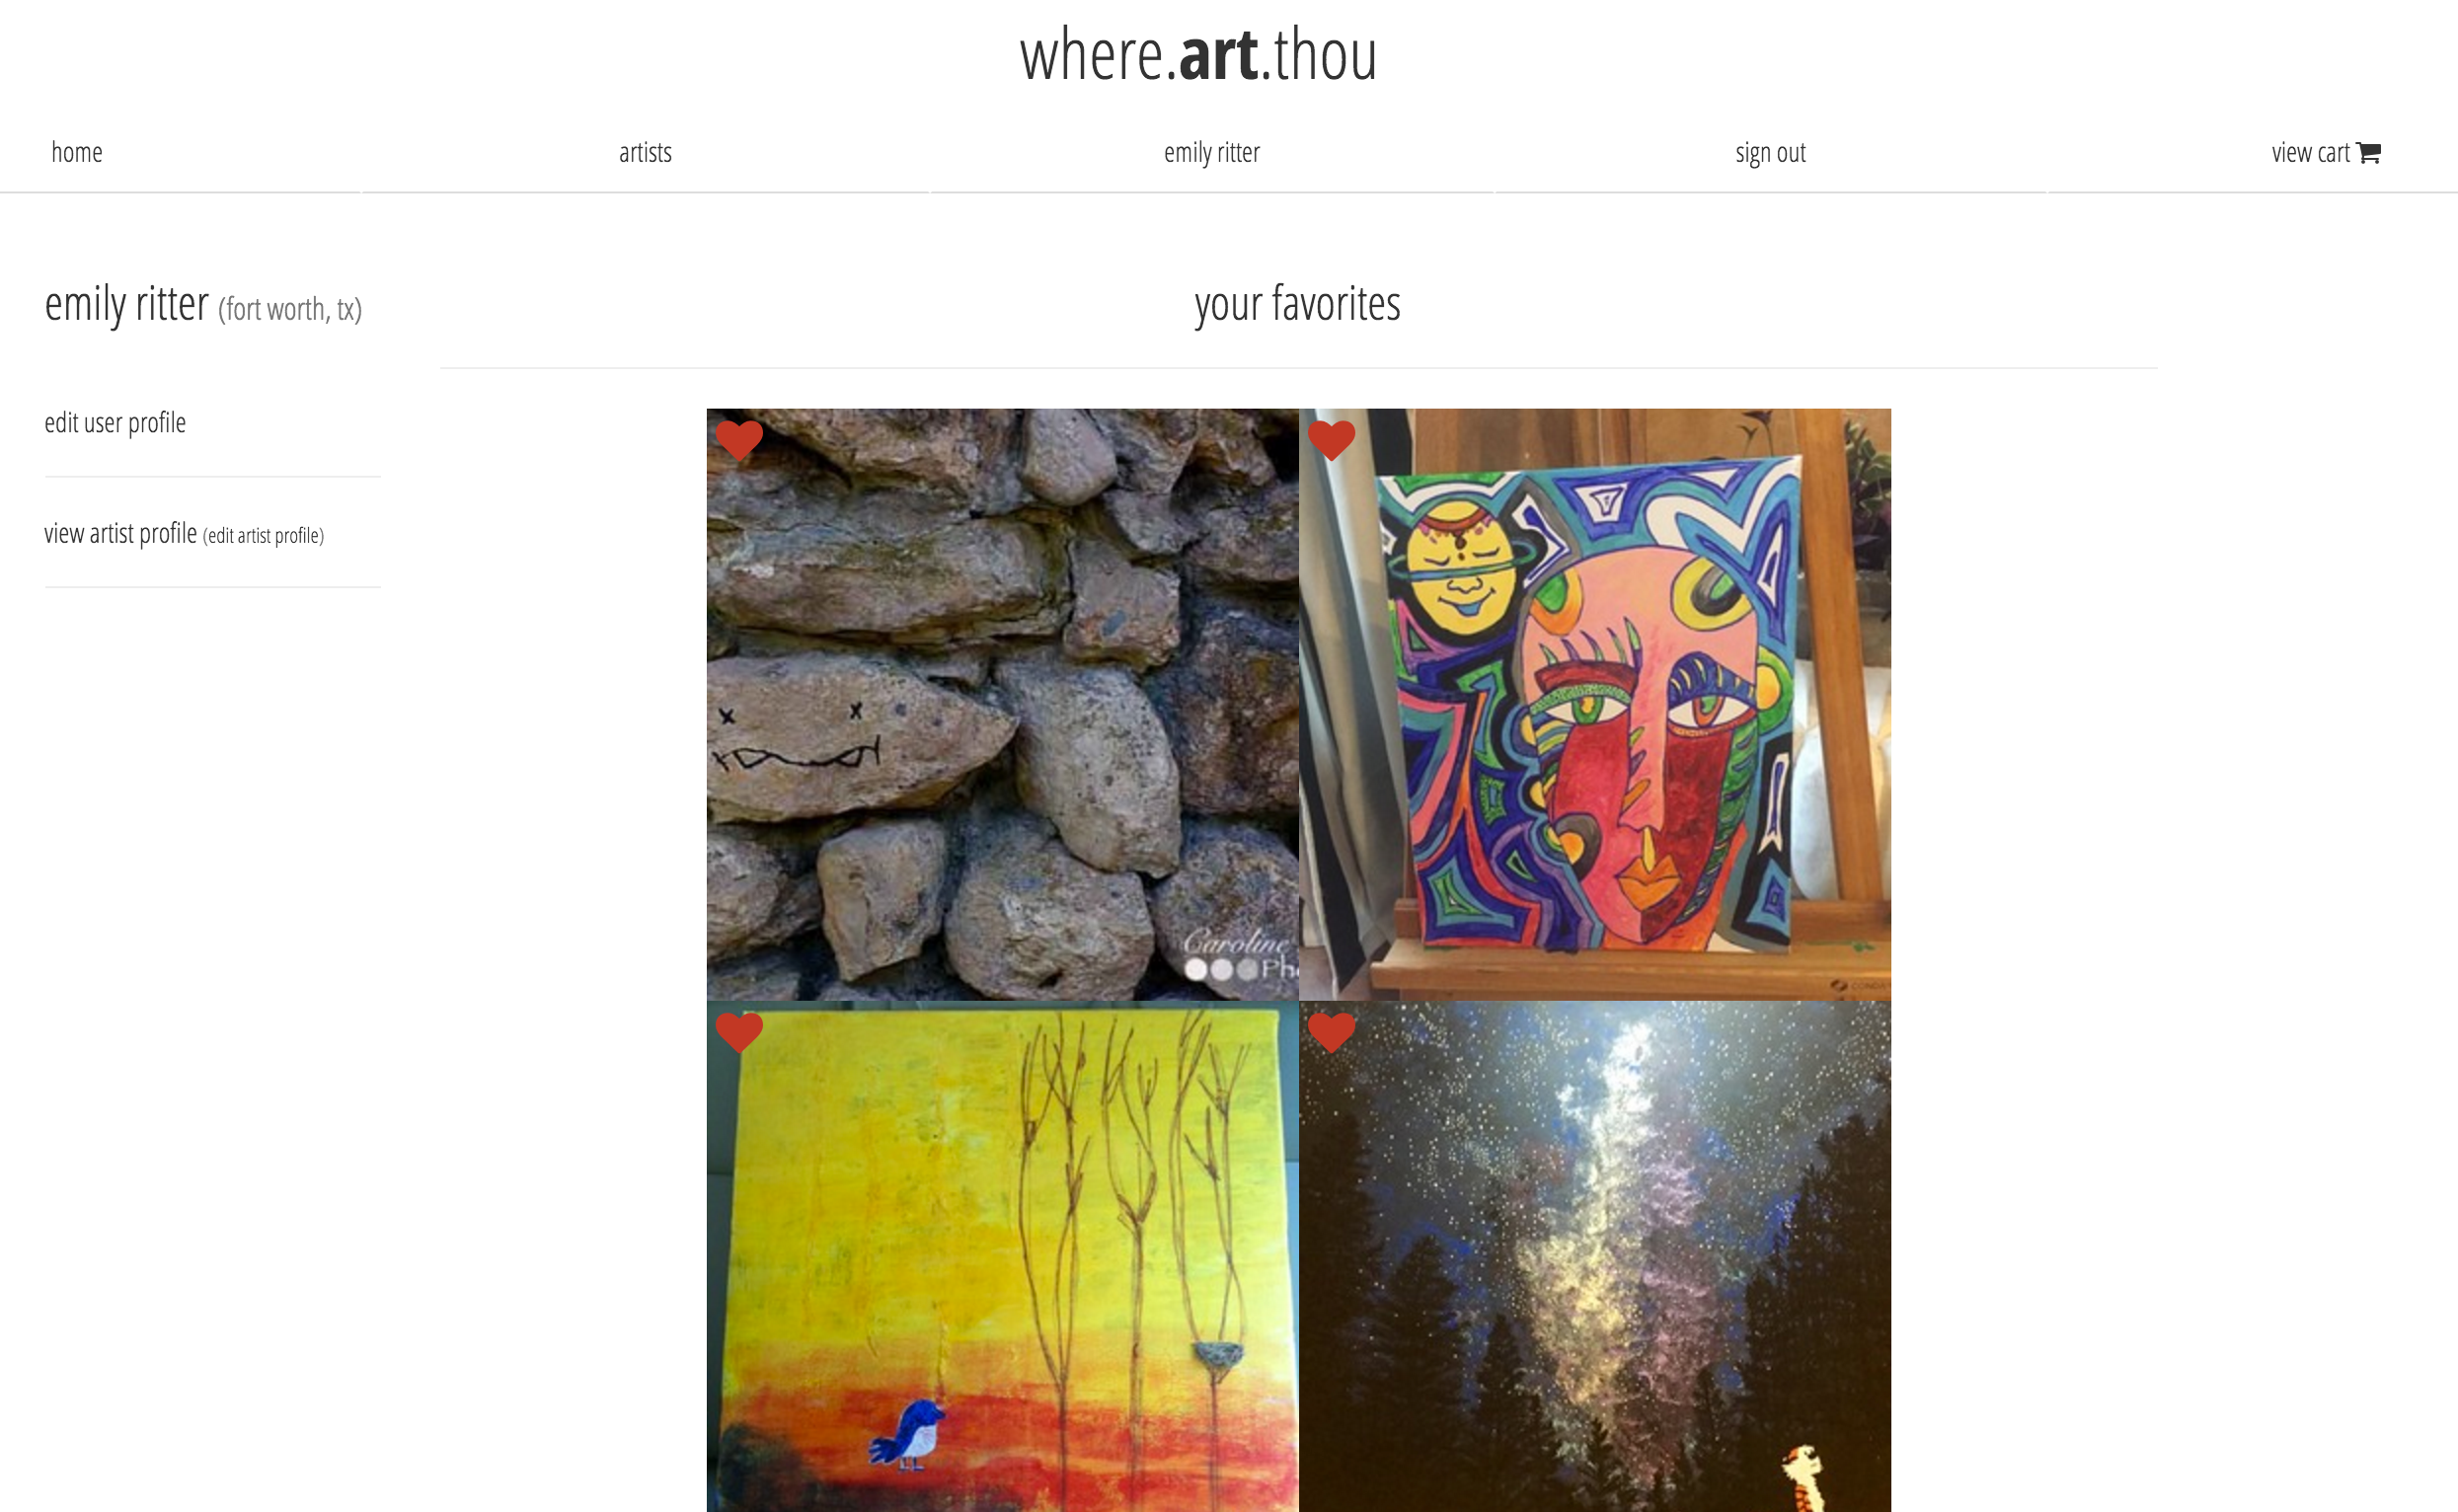 where.art.thou
home
artists
emily ritter
sign out
view cart
emily ritter (fort worth, tx)
your favorites
edit user profile
view artist profile (edit artist profile)
Caroline